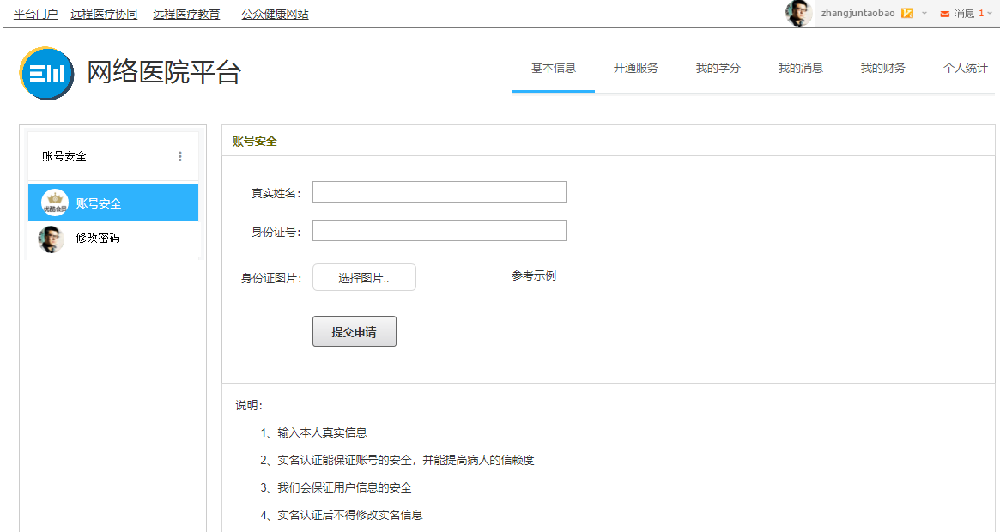 平台门户 远程医疗协同 远程医疗教育 公众健康网站 zhangjuntaobao 消息 1
网络医院平台 基本信息 开通服务 我的学分 我的消息 我的财务 个人统计
账号安全
账号安全
修改密码
优酷会员
账号安全
真实姓名：
身份证号：
身份证图片： 选择图片.. 参考示例
提交申请
说明：
1、输入本人真实信息
2、实名认证能保证账号的安全，并能提高病人的信赖度
3、我们会保证用户信息的安全
4、实名认证后不得修改实名信息